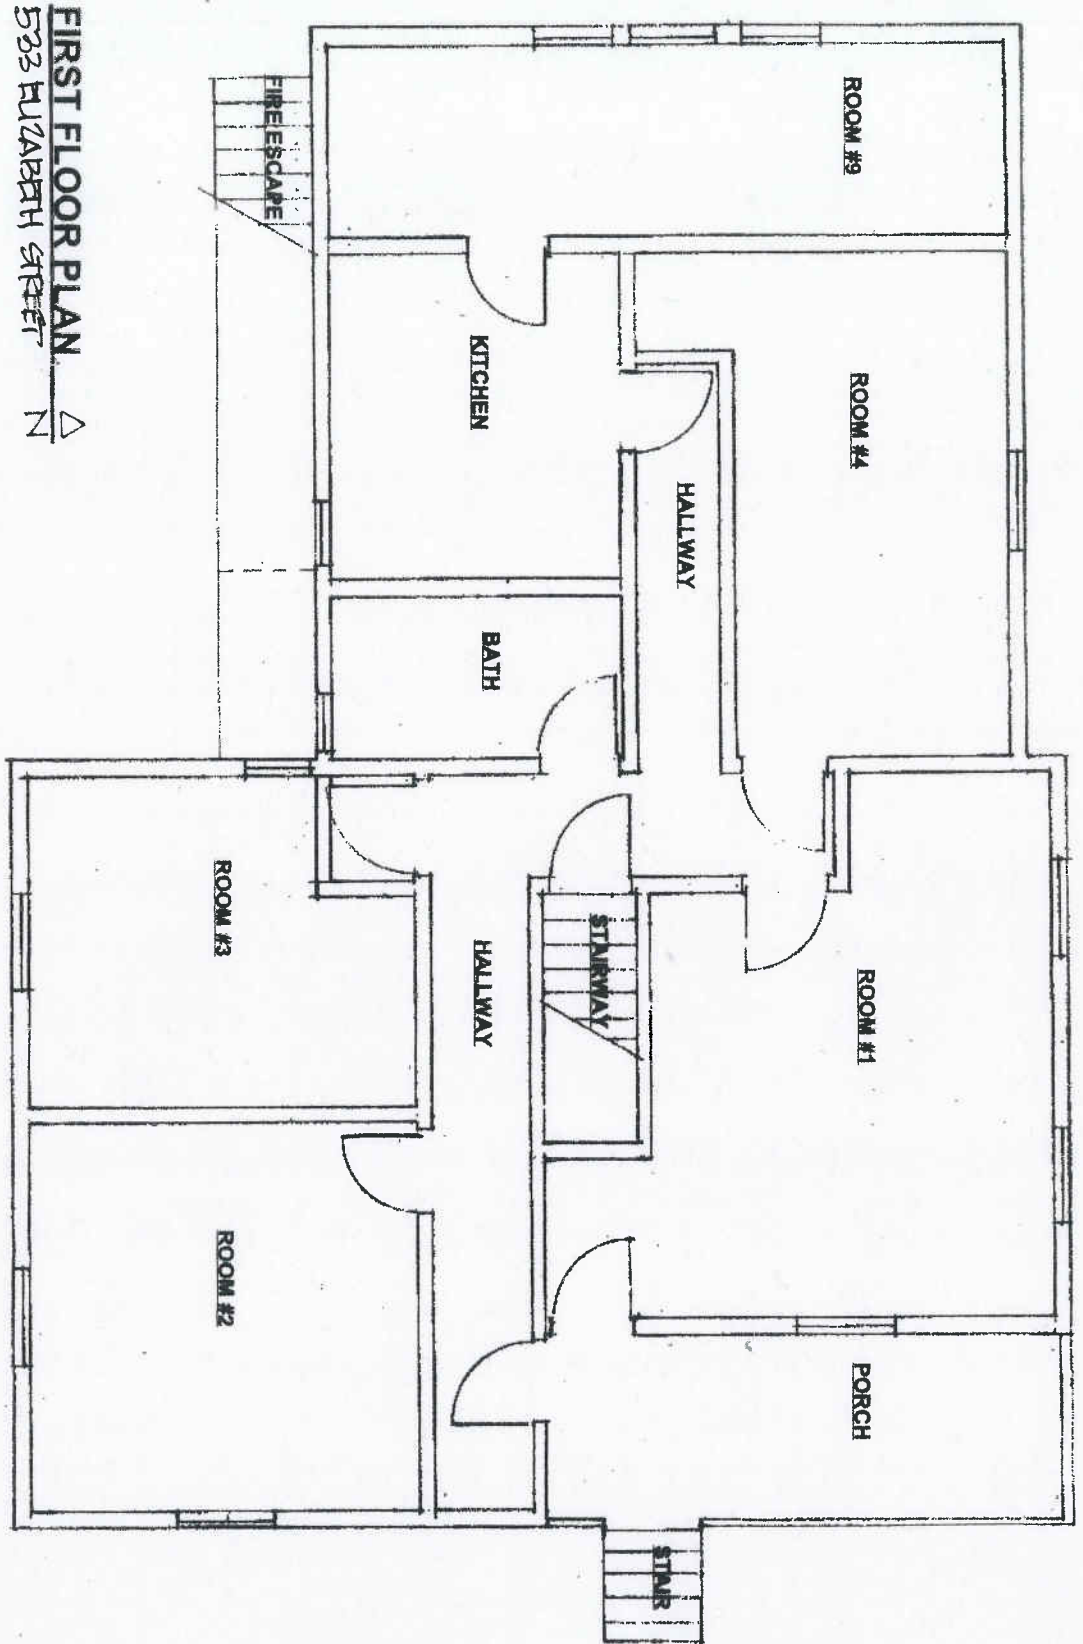 ROOM #9
ROOM #4
ROOM #1
PORCH
HALLWAY
STAIR
STAIRWAY
KITCHEN
BATH
HALLWAY
FIRE ESCAPE
ROOM #3
ROOM #2
FIRST FLOOR PLAN
533 ELIZABETH STREET N